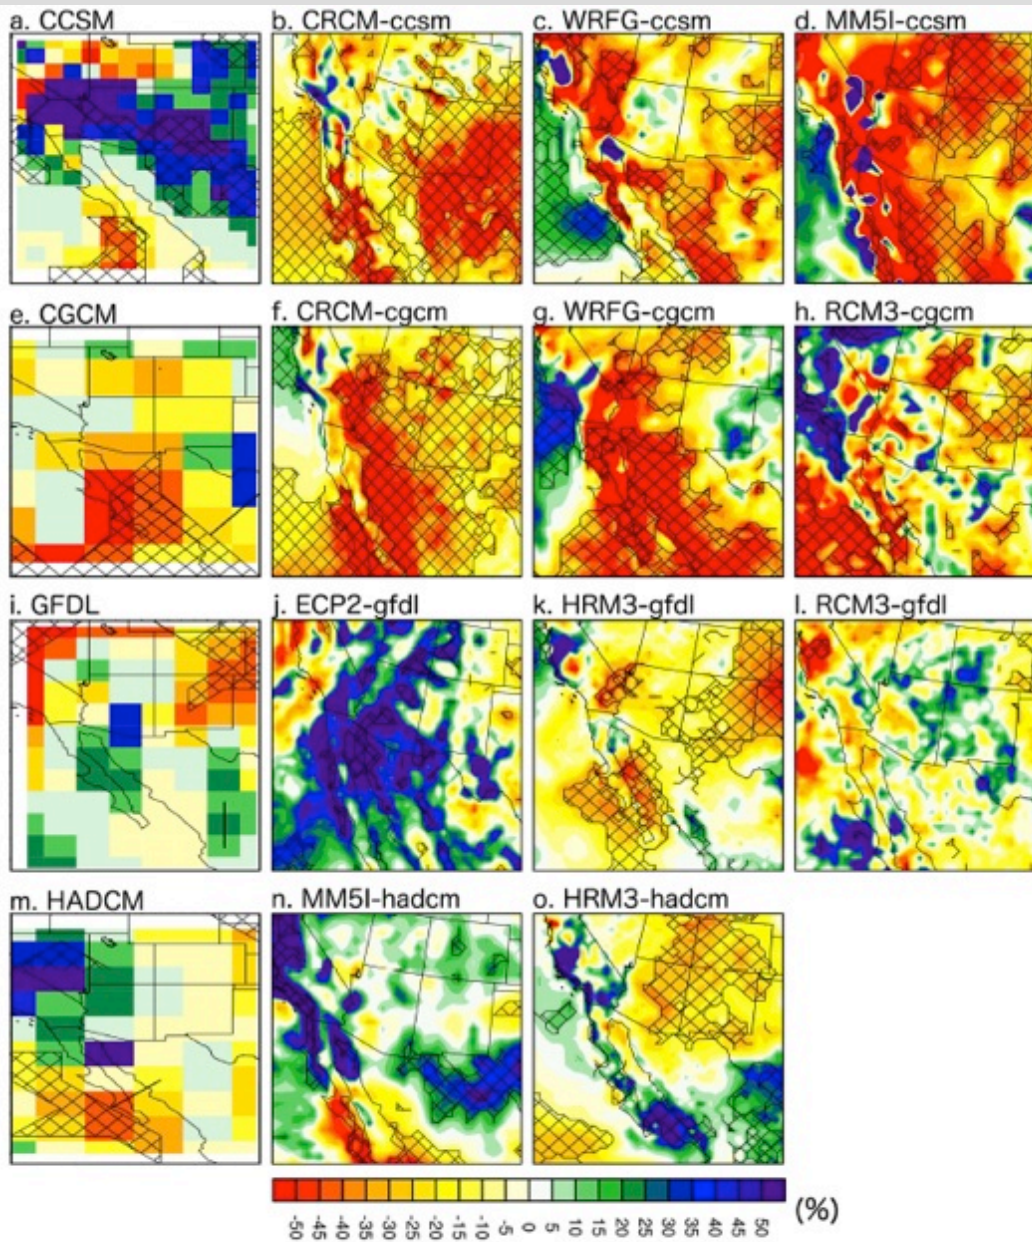 a. CCSM
b. CRCM-ccsm
c. WRFG-ccsm
d. MM5I-ccsm
e. CGCM
f. CRCM-cgcm
g. WRFG-cgcm
h. RCM3-cgcm
i. GFDL
j. ECP2-gfdl
k. HRM3-gfdl
l. RCM3-gfdl
m. HADCM
n. MM5I-hadcm
o. HRM3-hadcm
-50 -45 -40 -35 -30 -25 -20 -15 -10 -5 0 5 10 15 20 25 30 35 40 45 50 (%)